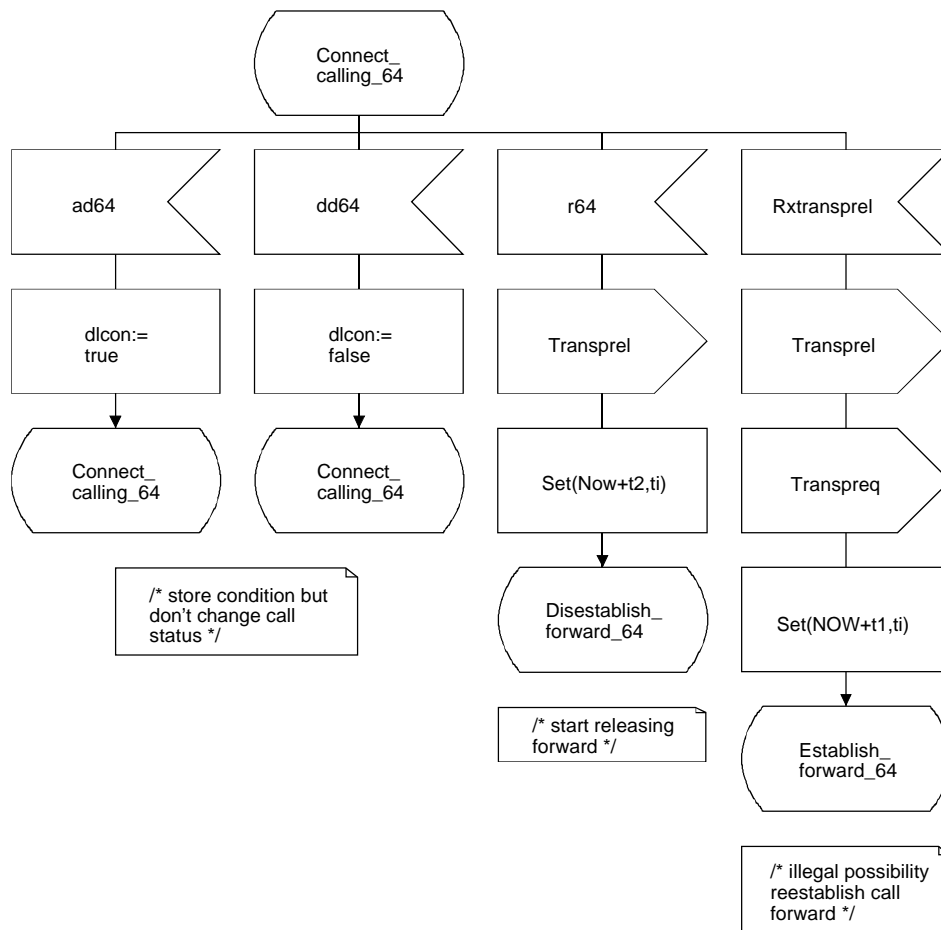 Connect_
calling_64
ad64
dd64
r64
Rxtransprel
dlcon:=
true
dlcon:=
false
Transprel
Transprel
Connect_
calling_64
Connect_
calling_64
Set(Now+t2,ti)
Transpreq
/* store condition but
don't change call
status */
Disestablish_
forward_64
Set(NOW+t1,ti)
/* start releasing
forward */
Establish_
forward_64
/* illegal possibility
reestablish call
forward */